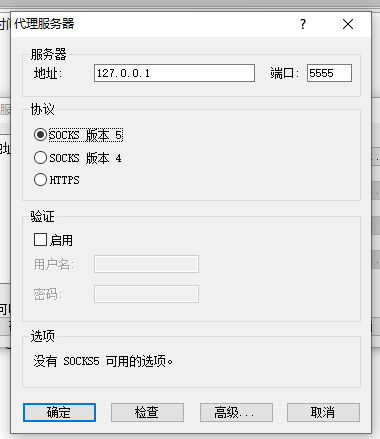 代理服务器
服务器
地址: 127.0.0.1 端口: 5555
协议
SOCKS 版本 5
SOCKS 版本 4
HTTPS
验证
启用
用户名:
密码:
选项
没有 SOCKS5 可用的选项。
确定 检查 高级... 取消